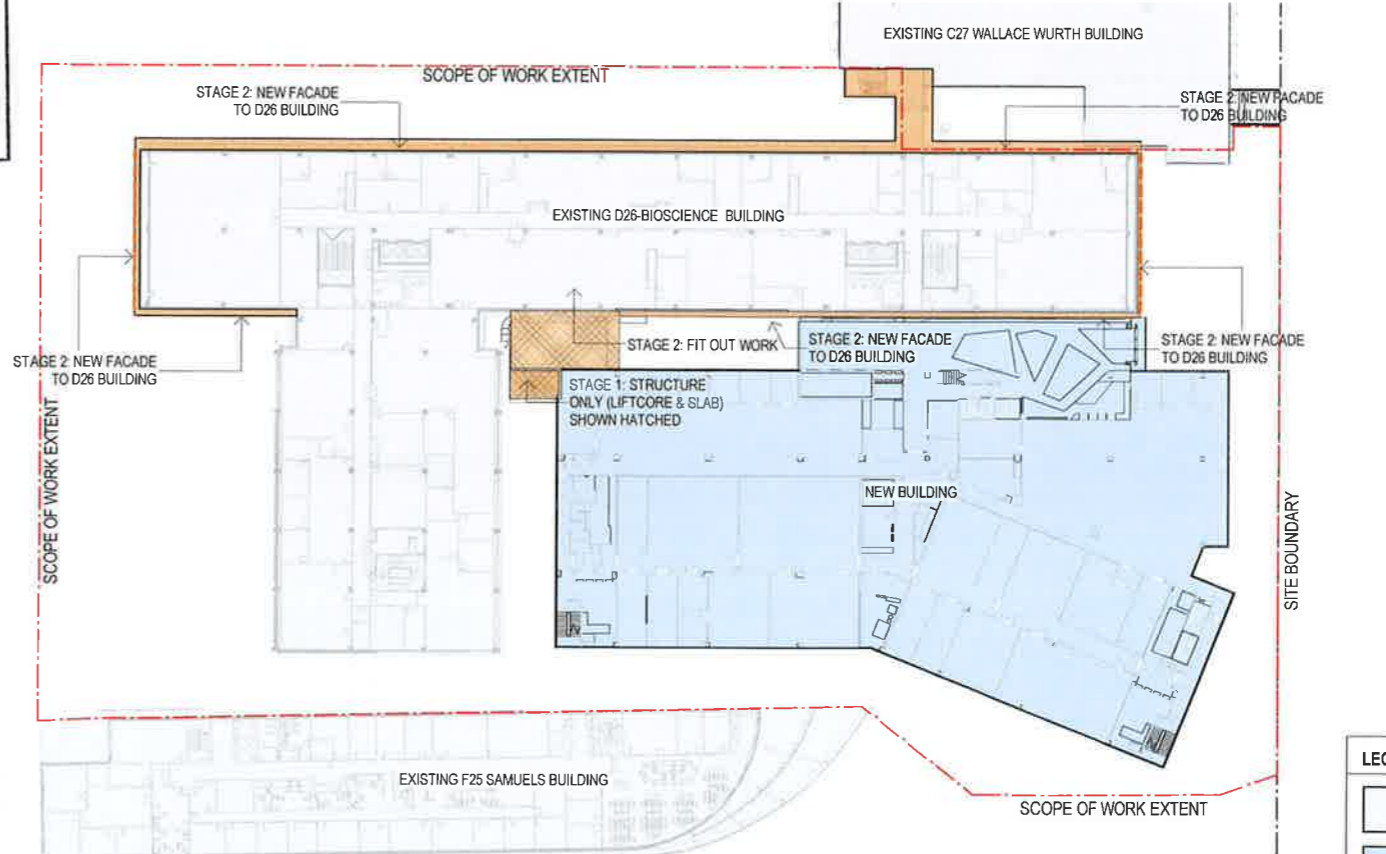 EXISTING C27 WALLACE WURTH BUILDING
SCOPE OF WORK EXTENT
STAGE 2: NEW FACADE
TO D26 BUILDING
STAGE 2: NEW FACADE
TO D26 BUILDING
EXISTING D26-BIOSCIENCE BUILDING
STAGE 2: FIT OUT WORK
STAGE 2: NEW FACADE
TO D26 BUILDING
STAGE 2: NEW FACADE
TO D26 BUILDING
STAGE 2: NEW FACADE
TO D26 BUILDING
STAGE 1: STRUCTURE
ONLY (LIFTCORE & SLAB)
SHOWN HATCHED
SCOPE OF WORK EXTENT
NEW BUILDING
SITE BOUNDARY
EXISTING F25 SAMUELS BUILDING
SCOPE OF WORK EXTENT